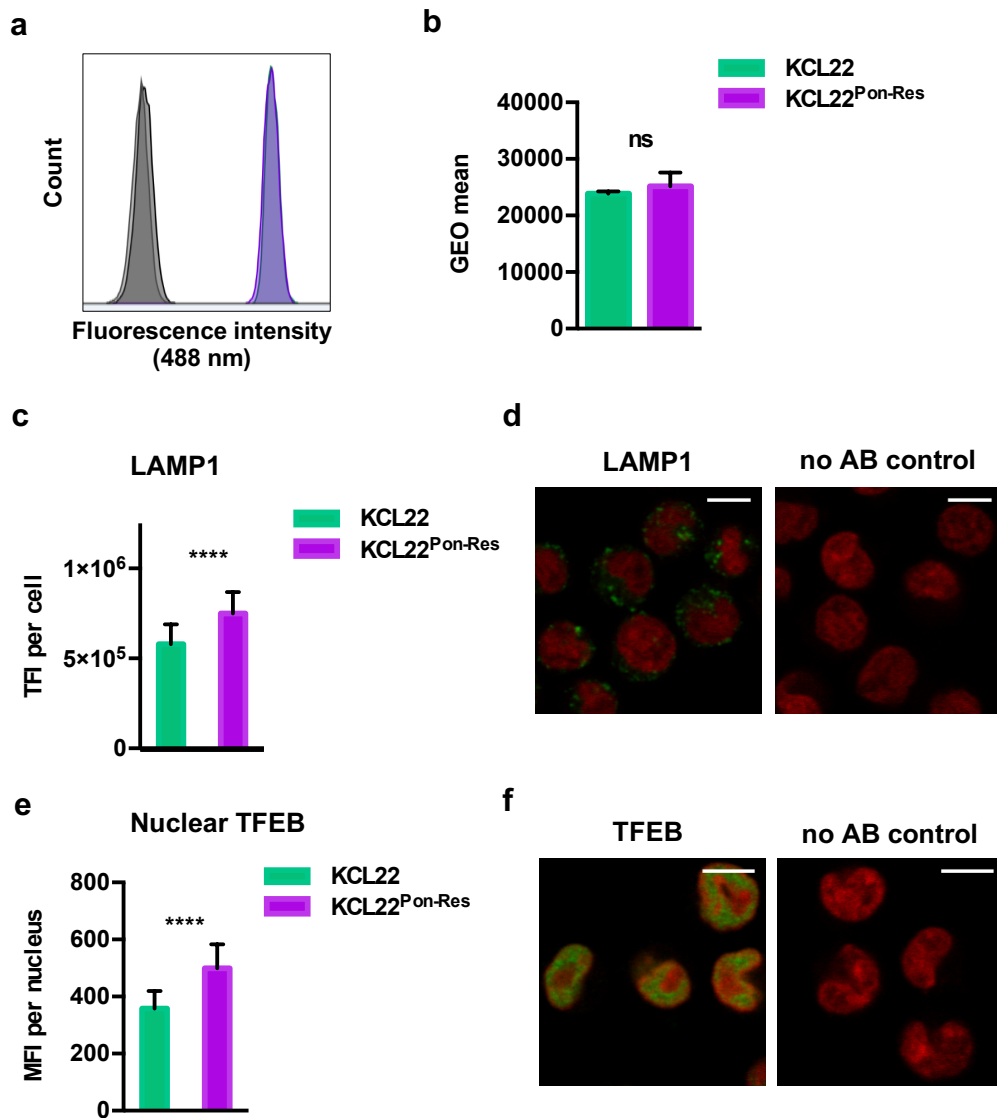 a
Count
Fluorescence intensity
(488 nm)
b
KCL22
KCL22Pon-Res
GEO mean
40000
30000
20000
10000
0
ns
c
LAMP1
KCL22
KCL22Pon-Res
TFI per cell
1×10⁶
5×10⁵
0
****
d
LAMP1
no AB control
e
Nuclear TFEB
KCL22
KCL22Pon-Res
MFI per nucleus
800
600
400
200
0
****
f
TFEB
no AB control